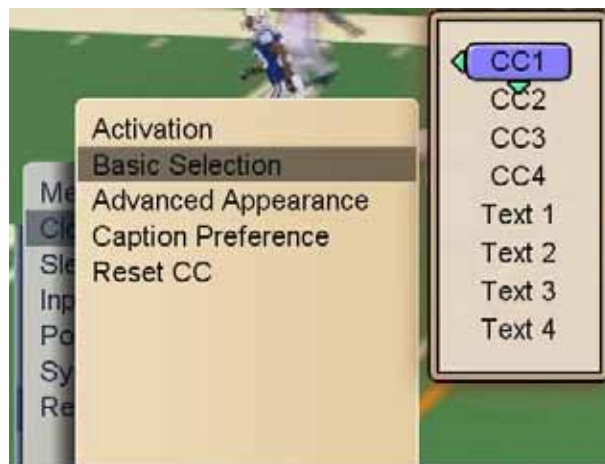 Activation
Basic Selection
Advanced Appearance
Caption Preference
Reset CC
CC1
CC2
CC3
CC4
Text 1
Text 2
Text 3
Text 4